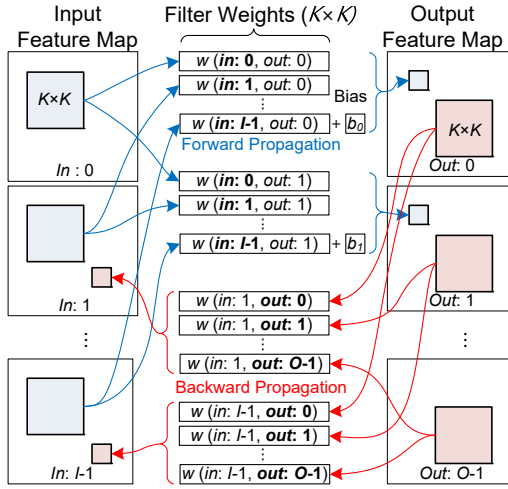 Input
Feature Map
Filter Weights (K×K)
Output
Feature Map
K×K
In : 0
In: 1
⋮
In: I-1
w (in: 0, out: 0)
w (in: 1, out: 0)
⋮
w (in: I-1, out: 0) + b0
Bias
Forward Propagation
w (in: 0, out: 1)
w (in: 1, out: 1)
⋮
w (in: I-1, out: 1) + b1
w (in: 1, out: 0)
w (in: 1, out: 1)
⋮
w (in: 1, out: O-1)
Backward Propagation
w (in: I-1, out: 0)
w (in: I-1, out: 1)
⋮
w (in: I-1, out: O-1)
K×K
Out: 0
Out: 1
⋮
Out: O-1